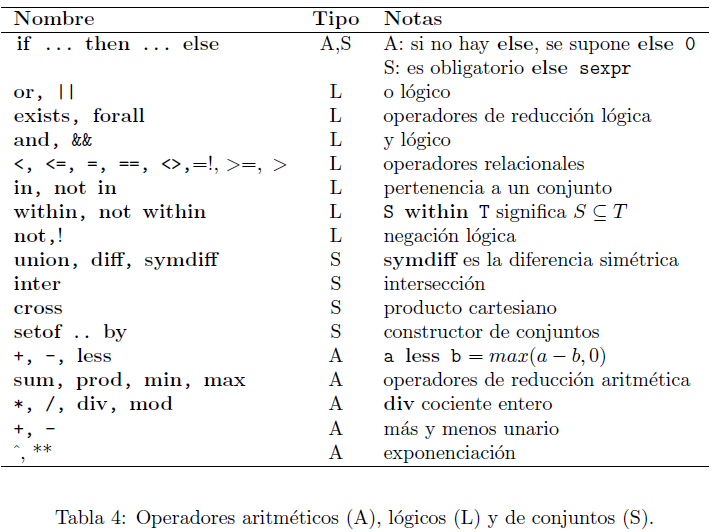 Nombre Tipo Notas
if ... then ... else A,S A: si no hay else, se supone else 0
S: es obligatorio else sexpr
or, || L o lógico
exists, forall L operadores de reducción lógica
and, && L y lógico
<, <=, =, ==, <>,=!, >=, > L operadores relacionales
in, not in L pertenencia a un conjunto
within, not within L S within T significa S ⊆ T
not,! L negación lógica
union, diff, symdiff S symdiff es la diferencia simétrica
inter S intersección
cross S producto cartesiano
setof .. by S constructor de conjuntos
+, -, less A a less b = max(a − b, 0)
sum, prod, min, max A operadores de reducción aritmética
*, /, div, mod A div cociente entero
+, - A más y menos unario
^, ** A exponenciación
Tabla 4: Operadores aritméticos (A), lógicos (L) y de conjuntos (S).